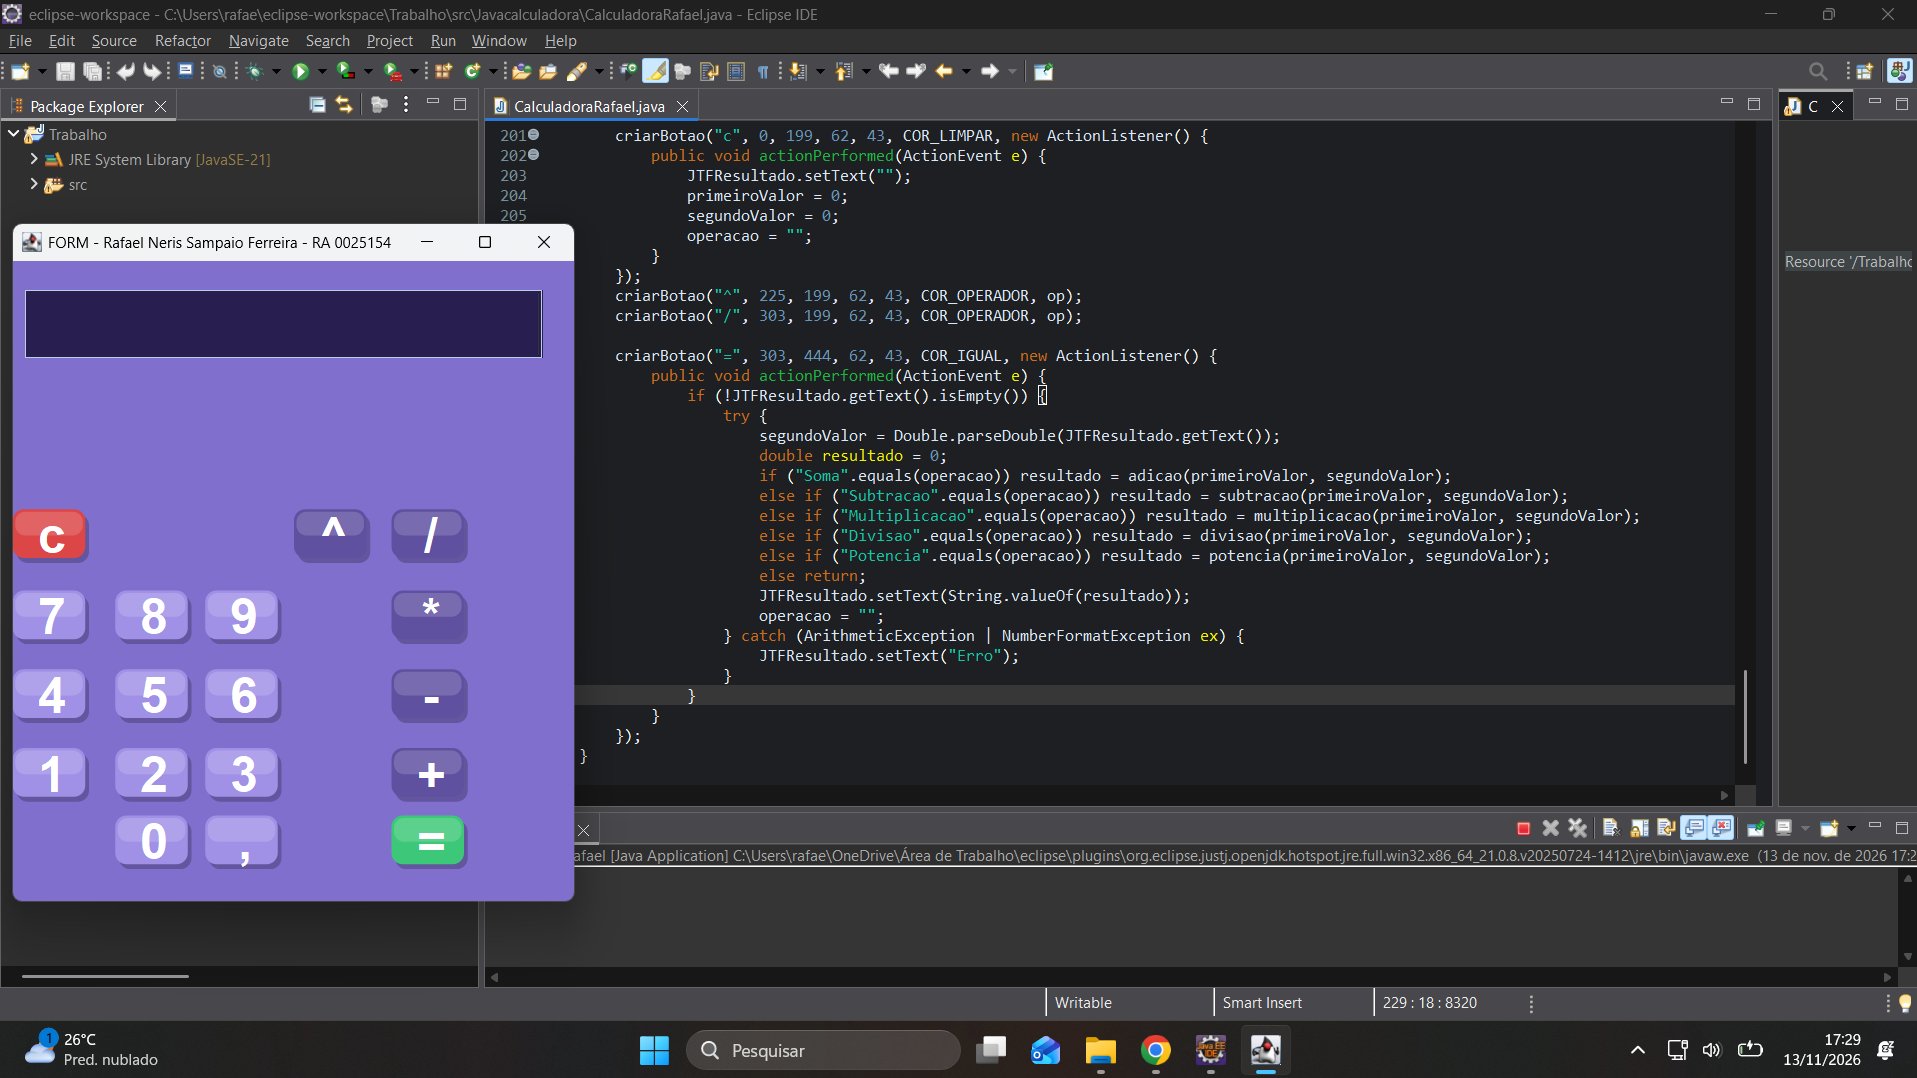 eclipse-workspace - C:\Users\rafae\eclipse-workspace\Trabalho\src\Javacalculadora\CalculadoraRafael.java - Eclipse IDE
File Edit Source Refactor Navigate Search Project Run Window Help
Package Explorer
Trabalho
JRE System Library [JavaSE-21]
src
CalculadoraRafael.java
C
201 criarBotao("c", 0, 199, 62, 43, COR_LIMPAR, new ActionListener() {
202 public void actionPerformed(ActionEvent e) {
203 JTFResultado.setText("");
204 primeiroValor = 0;
205 segundoValor = 0;
operacao = "";
}
});
criarBotao("^", 225, 199, 62, 43, COR_OPERADOR, op);
criarBotao("/", 303, 199, 62, 43, COR_OPERADOR, op);
criarBotao("=", 303, 444, 62, 43, COR_IGUAL, new ActionListener() {
public void actionPerformed(ActionEvent e) {
if (!JTFResultado.getText().isEmpty()) {
try {
segundoValor = Double.parseDouble(JTFResultado.getText());
double resultado = 0;
if ("Soma".equals(operacao)) resultado = adicao(primeiroValor, segundoValor);
else if ("Subtracao".equals(operacao)) resultado = subtracao(primeiroValor, segundoValor);
else if ("Multiplicacao".equals(operacao)) resultado = multiplicacao(primeiroValor, segundoValor);
else if ("Divisao".equals(operacao)) resultado = divisao(primeiroValor, segundoValor);
else if ("Potencia".equals(operacao)) resultado = potencia(primeiroValor, segundoValor);
else return;
JTFResultado.setText(String.valueOf(resultado));
operacao = "";
} catch (ArithmeticException | NumberFormatException ex) {
JTFResultado.setText("Erro");
}
}
}
});
}
Resource '/Trabalho
FORM - Rafael Neris Sampaio Ferreira - RA 0025154
c ^ /
7 8 9 *
4 5 6 -
1 2 3 +
0 , =
afael [Java Application] C:\Users\rafae\OneDrive\Área de Trabalho\eclipse\plugins\org.eclipse.justj.openjdk.hotspot.jre.full.win32.x86_64_21.0.8.v20250724-1412\jre\bin\javaw.exe (13 de nov. de 2026 17:2
Writable
Smart Insert
229 : 18 : 8320
1
26°C
Pred. nublado
Pesquisar
Java EE
IDE
17:29
13/11/2026